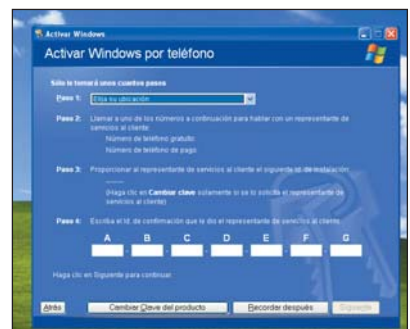 Activar Windows
Activar Windows por teléfono
Sólo le tomará unos cuantos pasos
Paso 1: Elija su ubicación
Paso 2: Llamar a uno de los números a continuación para hablar con un representante de
servicios al cliente:
Número de teléfono gratuito:
Número de teléfono de pago:
Paso 3: Proporcionar al representante de servicios al cliente el siguiente Id. de instalación:
(Haga clic en Cambiar clave solamente si se lo solicita el representante de
servicios al cliente)
Paso 4: Escriba el Id. de confirmación que le dio el representante de servicios al cliente:
A B C D E F G
Haga clic en Siguiente para continuar.
Atrás Cambiar Clave del producto Recordar después Siguiente